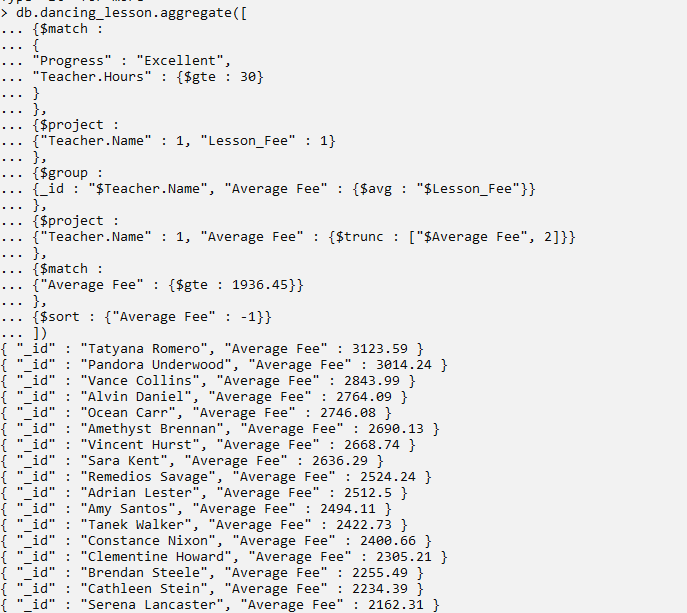 > db.dancing_lesson.aggregate([
... {$match :
... {
... "Progress" : "Excellent",
... "Teacher.Hours" : {$gte : 30}
... }
... },
... {$project :
... {"Teacher.Name" : 1, "Lesson_Fee" : 1}
... },
... {$group :
... {_id : "$Teacher.Name", "Average Fee" : {$avg : "$Lesson_Fee"}}
... },
... {$project :
... {"Teacher.Name" : 1, "Average Fee" : {$trunc : ["$Average Fee", 2]}}
... },
... {$match :
... {"Average Fee" : {$gte : 1936.45}}
... },
... {$sort : {"Average Fee" : -1}}
... ])
{ "_id" : "Tatyana Romero", "Average Fee" : 3123.59 }
{ "_id" : "Pandora Underwood", "Average Fee" : 3014.24 }
{ "_id" : "Vance Collins", "Average Fee" : 2843.99 }
{ "_id" : "Alvin Daniel", "Average Fee" : 2764.09 }
{ "_id" : "Ocean Carr", "Average Fee" : 2746.08 }
{ "_id" : "Amethyst Brennan", "Average Fee" : 2690.13 }
{ "_id" : "Vincent Hurst", "Average Fee" : 2668.74 }
{ "_id" : "Sara Kent", "Average Fee" : 2636.29 }
{ "_id" : "Remedios Savage", "Average Fee" : 2524.24 }
{ "_id" : "Adrian Lester", "Average Fee" : 2512.5 }
{ "_id" : "Amy Santos", "Average Fee" : 2494.11 }
{ "_id" : "Tanek Walker", "Average Fee" : 2422.73 }
{ "_id" : "Constance Nixon", "Average Fee" : 2400.66 }
{ "_id" : "Clementine Howard", "Average Fee" : 2305.21 }
{ "_id" : "Brendan Steele", "Average Fee" : 2255.49 }
{ "_id" : "Cathleen Stein", "Average Fee" : 2234.39 }
{ "_id" : "Serena Lancaster", "Average Fee" : 2162.31 }